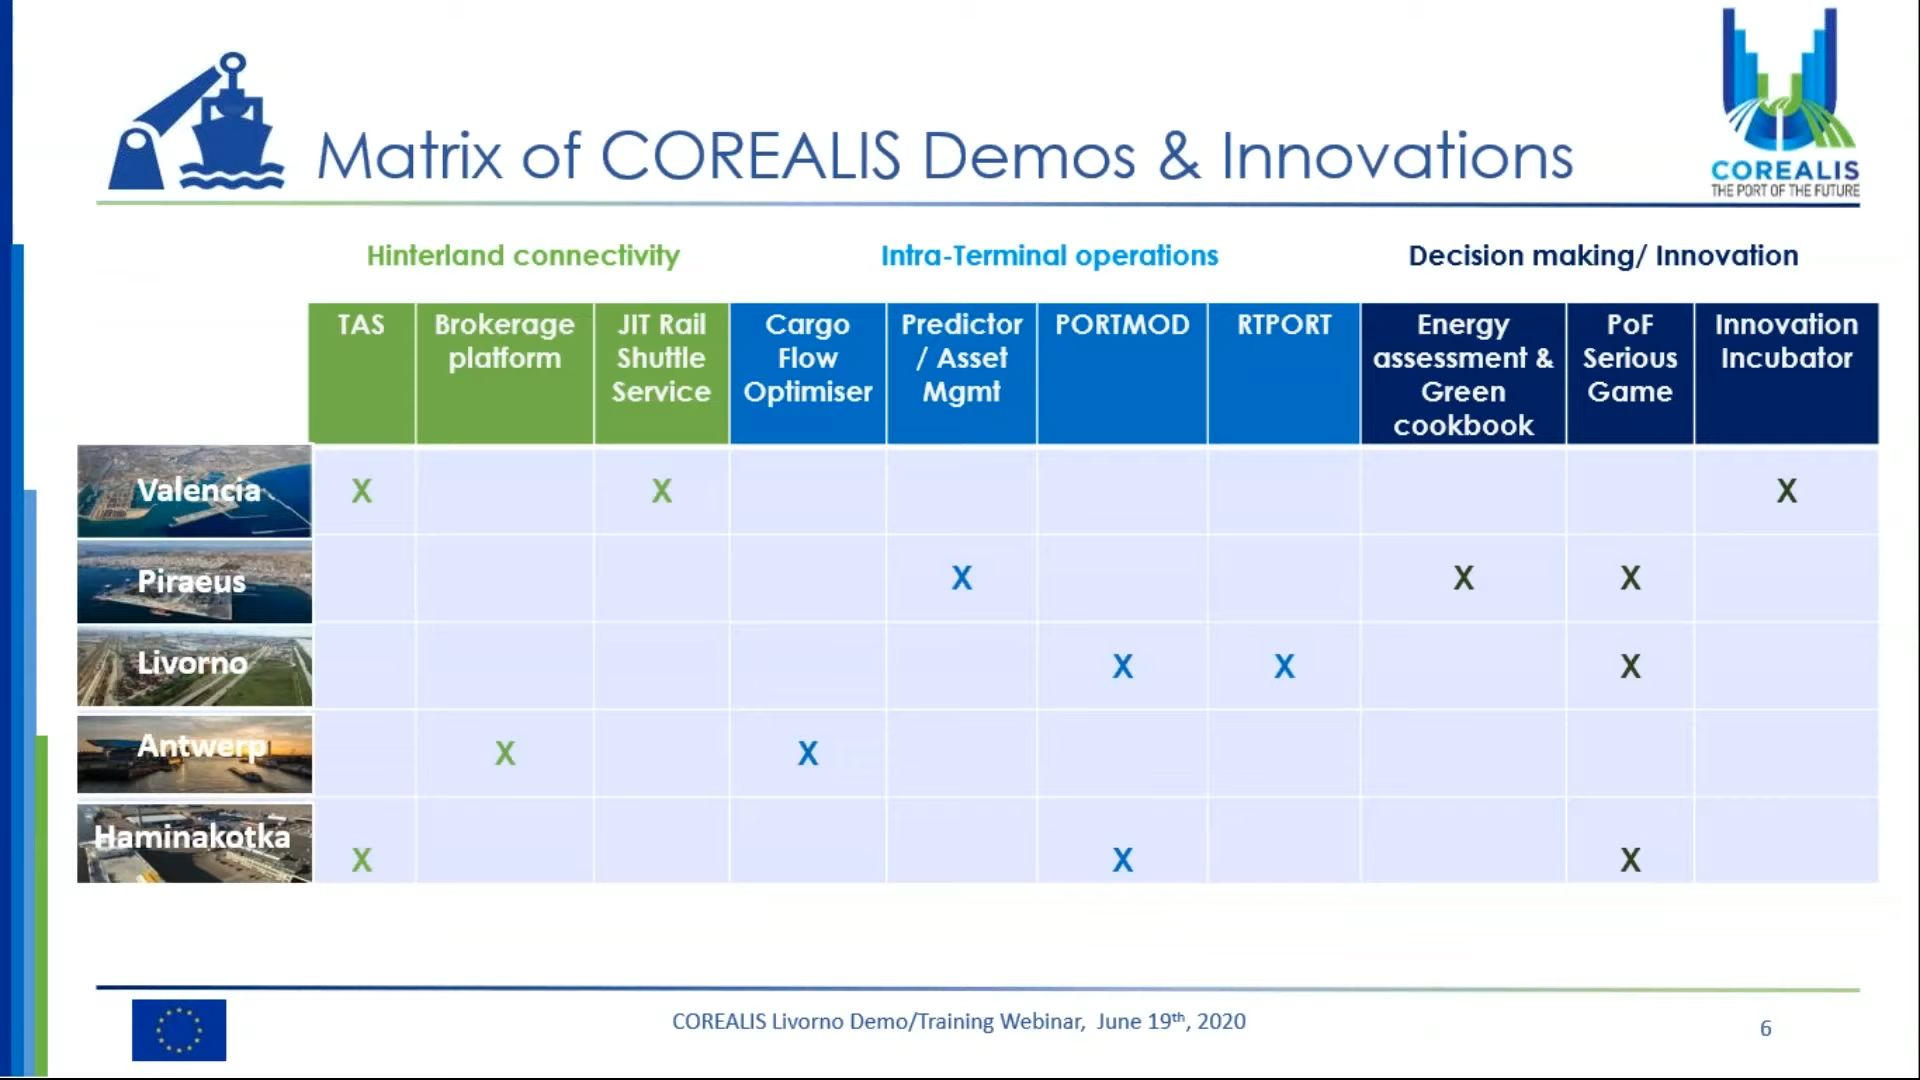 Matrix of COREALIS Demos & Innovations
COREALIS
THE PORT OF THE FUTURE
Hinterland connectivity
Intra-Terminal operations
Decision making/ Innovation
TAS
Brokerage
platform
JIT Rail
Shuttle
Service
Cargo
Flow
Optimiser
Predictor
/ Asset
Mgmt
PORTMOD
RTPORT
Energy
assessment &
Green
cookbook
PoF
Serious
Game
Innovation
Incubator
Valencia X X X
Piraeus X X X
Livorno X X X
Antwerp X X
Haminakotka X X X
COREALIS Livorno Demo/Training Webinar, June 19th, 2020
6